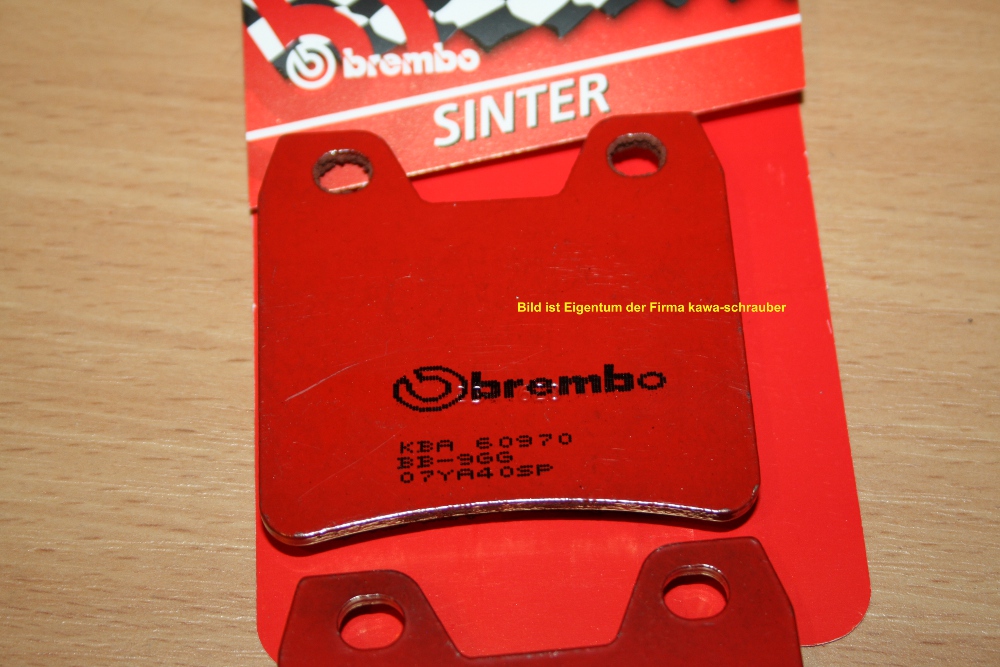 brembo
SINTER
Bild ist Eigentum der Firma kawa-schrauber
brembo
KBA 60970
BB-9GG
07YA40SP